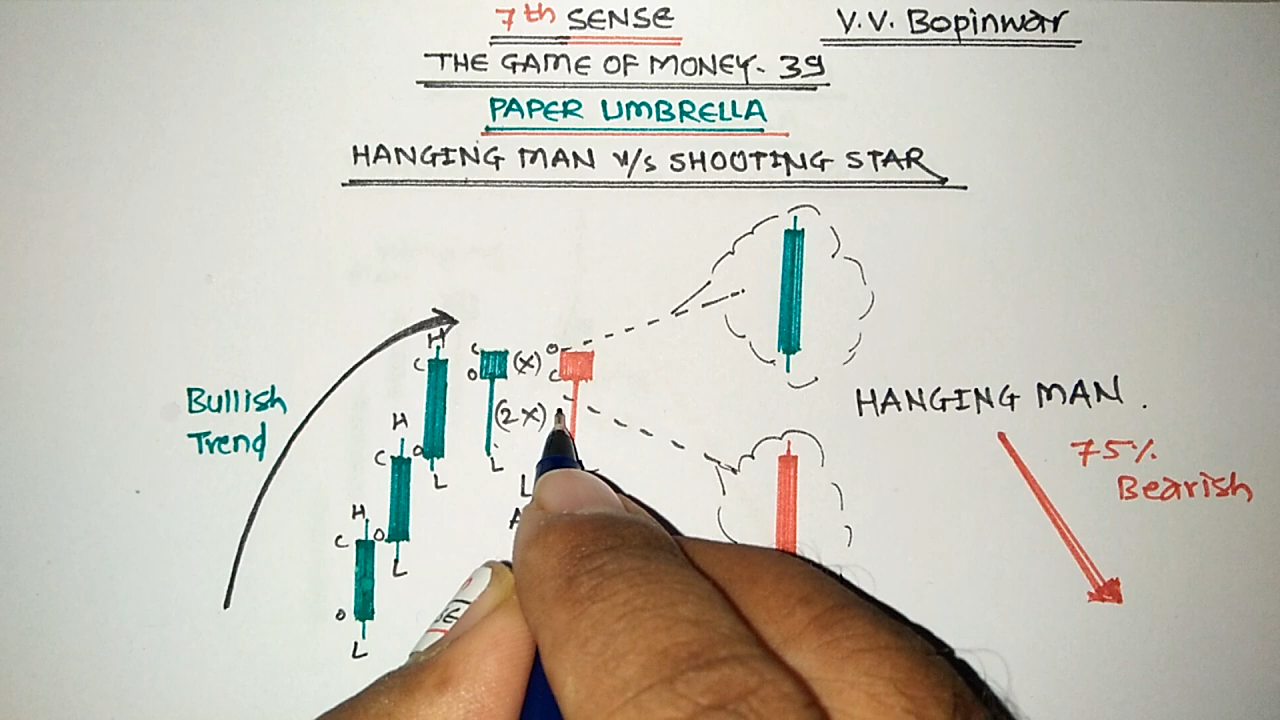 7th SENSE
V.V. Bopinwar
THE GAME OF MONEY- 39
PAPER UMBRELLA
HANGING MAN v/s SHOOTING STAR
Bullish
Trend
H
C
O
L
H
C
O
L
H
C
O
L
C
O
(x)
(2x)
L
O
C
L
HANGING MAN.
75%
Bearish